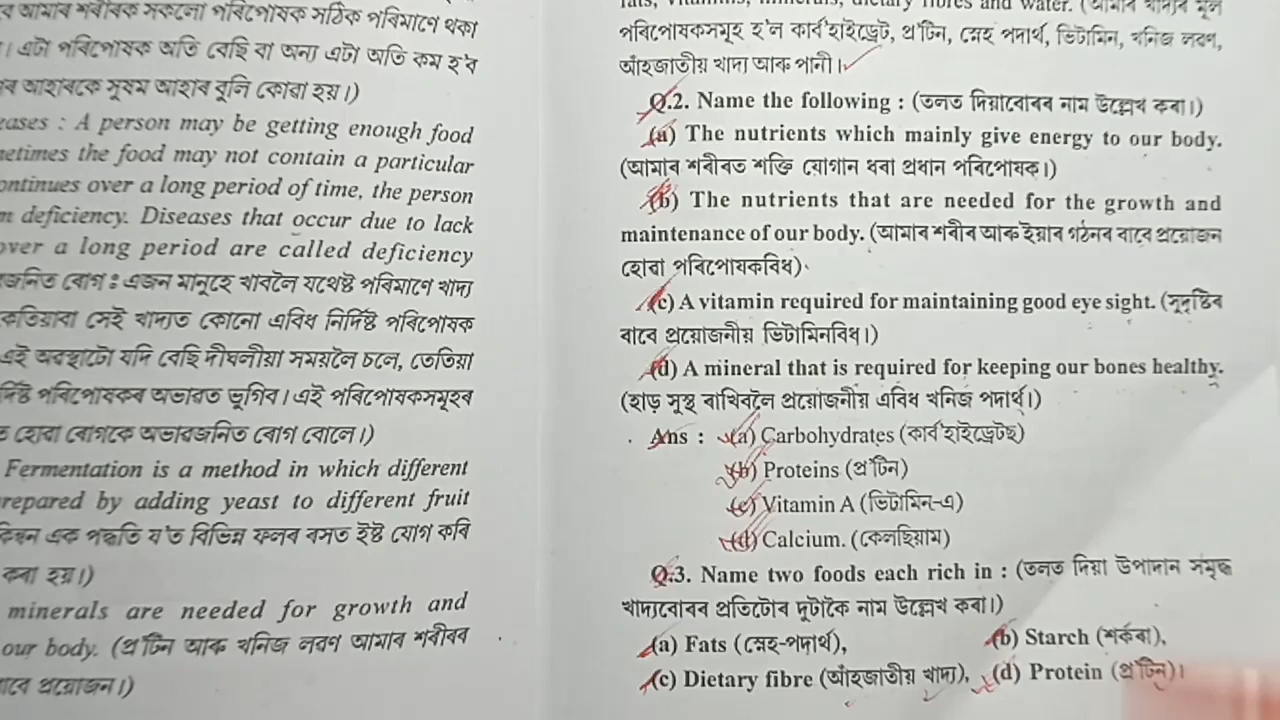 আমাৰ শৰীৰক সকলো পৰিপোষক সঠিক পৰিমাণে থকা
। এটা পৰিপোষক অতি বেছি বা অন্য এটা অতি কম হ'ব
আহাৰকে সুষম আহাৰ বুলি কোৱা হয়।)
eases : A person may be getting enough food
netimes the food may not contain a particular
ontinues over a long period of time, the person
m deficiency. Diseases that occur due to lack
over a long period are called deficiency
জনিত ৰোগ : এজন মানুহে খাবলৈ যথেষ্ট পৰিমাণে খাদ্য
কেতিয়াবা সেই খাদ্যত কোনো এবিধ নিৰ্দিষ্ট পৰিপোষক
এই অৱস্থাটো যদি বেছি দীঘলীয়া সময়লৈ চলে, তেতিয়া
ৰ্দিষ্ট পৰিপোষকৰ অভাৱত ভুগিব। এই পৰিপোষকসমূহৰ
ত হোৱা ৰোগকে অভাৱজনিত ৰোগ বোলে।)
Fermentation is a method in which different
repared by adding yeast to different fruit
কিন্বন এক পদ্ধতি য'ত বিভিন্ন ফলৰ ৰসত ইষ্ট যোগ কৰি
কৰা হয়।)
minerals are needed for growth and
our body. (প্ৰ'টিন আৰু খনিজ লৱণ আমাৰ শৰীৰৰ
বাবে প্ৰয়োজন।)
fats, vitamins, minerals, dietary fibres and water. (আমাৰ খাদ্যৰ মূল
পৰিপোষকসমূহ হ'ল কাৰ্ব'হাইড্ৰেট, প্ৰ'টিন, স্নেহ পদাৰ্থ, ভিটামিন, খনিজ লৱণ,
আঁহজাতীয় খাদ্য আৰু পানী।
Q.2. Name the following : (তলত দিয়াবোৰৰ নাম উল্লেখ কৰা।)
(a) The nutrients which mainly give energy to our body.
(আমাৰ শৰীৰত শক্তি যোগান ধৰা প্ৰধান পৰিপোষক।)
(b) The nutrients that are needed for the growth and
maintenance of our body. (আমাৰ শৰীৰ আৰু ইয়াৰ গঠনৰ বাবে প্ৰয়োজন
হোৱা পৰিপোষকবিধ)
(c) A vitamin required for maintaining good eye sight. (সুদৃষ্টিৰ
বাবে প্ৰয়োজনীয় ভিটামিনবিধ।)
(d) A mineral that is required for keeping our bones healthy.
(হাড় সুস্থ ৰাখিবলৈ প্ৰয়োজনীয় এবিধ খনিজ পদাৰ্থ।)
Ans : (a) Carbohydrates (কাৰ্ব'হাইড্ৰেটছ)
(b) Proteins (প্ৰ'টিন)
(c) Vitamin A (ভিটামিন-এ)
(d) Calcium. (কেলছিয়াম)
Q.3. Name two foods each rich in : (তলত দিয়া উপাদান সমৃদ্ধ
খাদ্যবোৰৰ প্ৰতিটোৰ দুটাকৈ নাম উল্লেখ কৰা।)
(a) Fats (স্নেহ-পদাৰ্থ), (b) Starch (শৰ্কৰা),
(c) Dietary fibre (আঁহজাতীয় খাদ্য), (d) Protein (প্ৰ'টিন)।